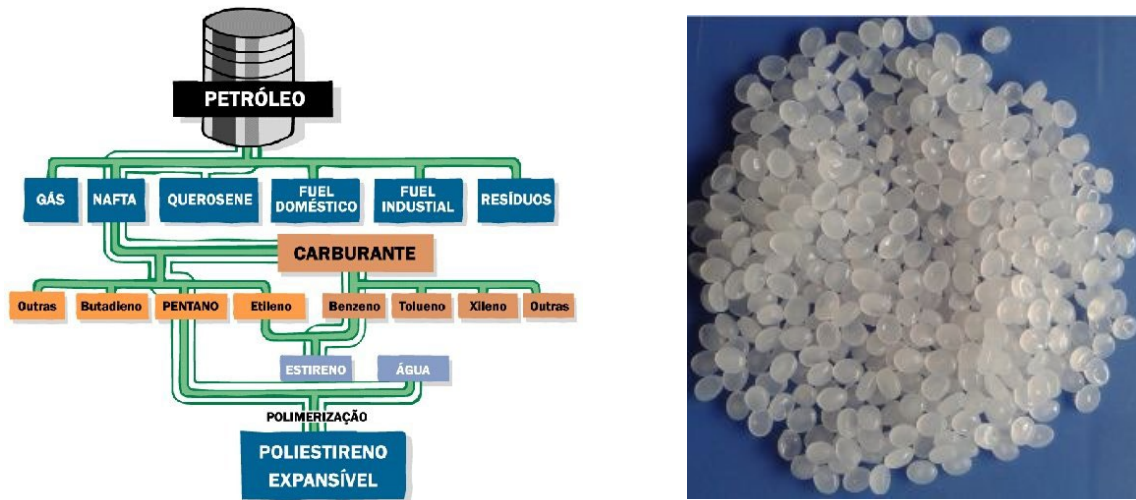 PETRÓLEO
GÁS
NAFTA
QUEROSENE
FUEL
DOMÉSTICO
FUEL
INDUSTIAL
RESÍDUOS
CARBURANTE
Outras
Butadieno
PENTANO
Etileno
Benzeno
Tolueno
Xileno
Outras
ESTIRENO
ÁGUA
POLIMERIZAÇÃO
POLIESTIRENO
EXPANSÍVEL